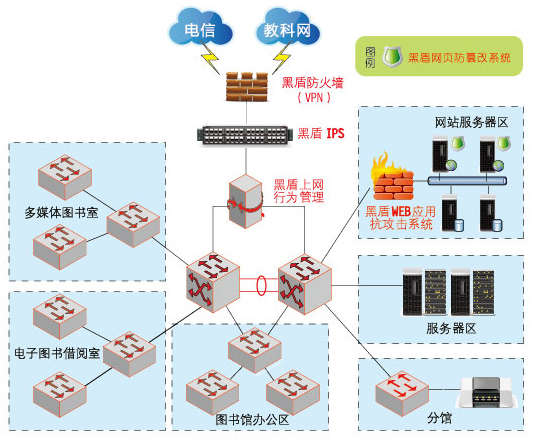 电信
教科网
图例
黑盾网页防篡改系统
黑盾防火墙
（VPN）
黑盾 IPS
黑盾上网
行为管理
网站服务器区
黑盾WEB应用
抗攻击系统
多媒体图书室
服务器区
电子图书借阅室
图书馆办公区
分馆